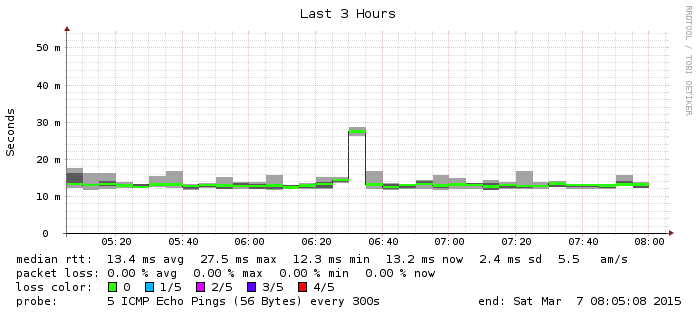 Last 3 Hours
RRDTOOL / TOBI OETIKER
Seconds
50 m
40 m
30 m
20 m
10 m
0
05:20 05:40 06:00 06:20 06:40 07:00 07:20 07:40 08:00
median rtt: 13.4 ms avg 27.5 ms max 12.3 ms min 13.2 ms now 2.4 ms sd 5.5 am/s
packet loss: 0.00 % avg 0.00 % max 0.00 % min 0.00 % now
loss color: 0 1/5 2/5 3/5 4/5
probe: 5 ICMP Echo Pings (56 Bytes) every 300s end: Sat Mar 7 08:05:08 2015